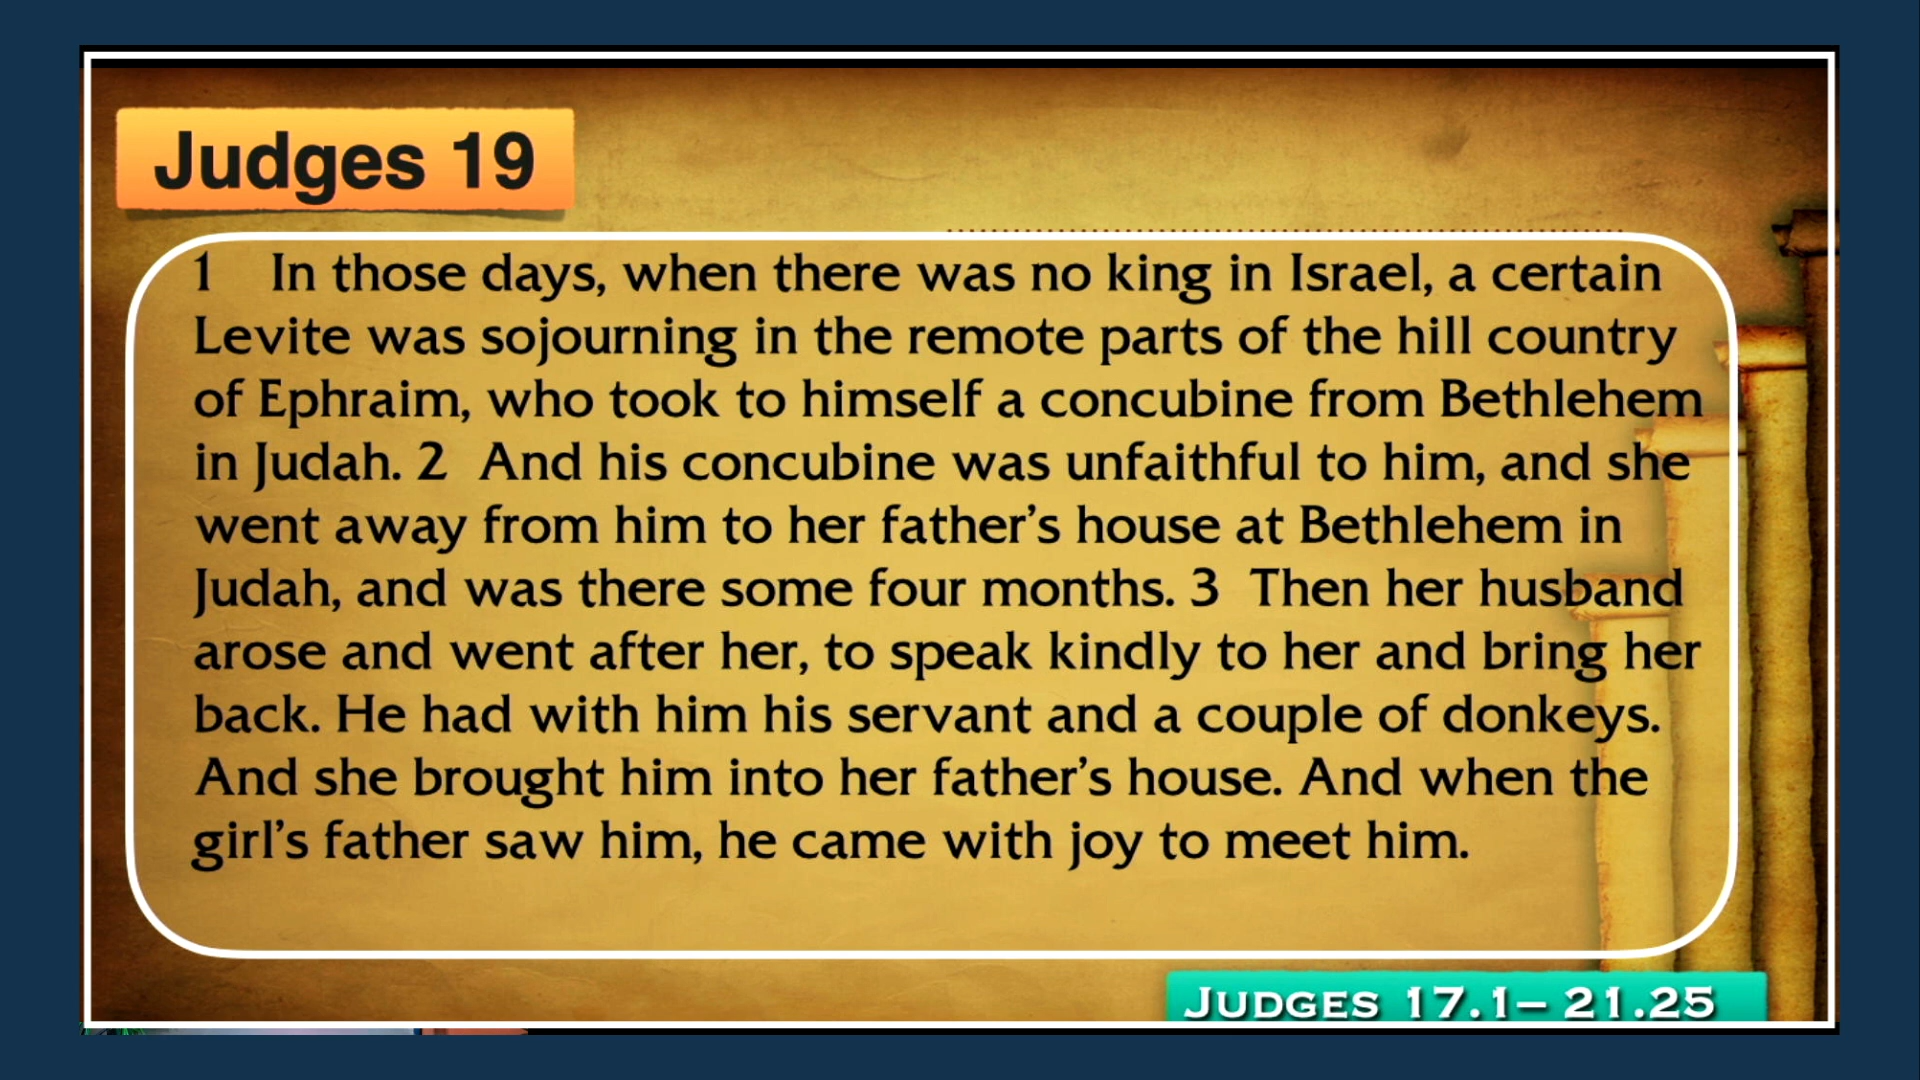 Judges 19
1 In those days, when there was no king in Israel, a certain
Levite was sojourning in the remote parts of the hill country
of Ephraim, who took to himself a concubine from Bethlehem
in Judah. 2 And his concubine was unfaithful to him, and she
went away from him to her father’s house at Bethlehem in
Judah, and was there some four months. 3 Then her husband
arose and went after her, to speak kindly to her and bring her
back. He had with him his servant and a couple of donkeys.
And she brought him into her father’s house. And when the
girl’s father saw him, he came with joy to meet him.
JUDGES 17.1– 21.25